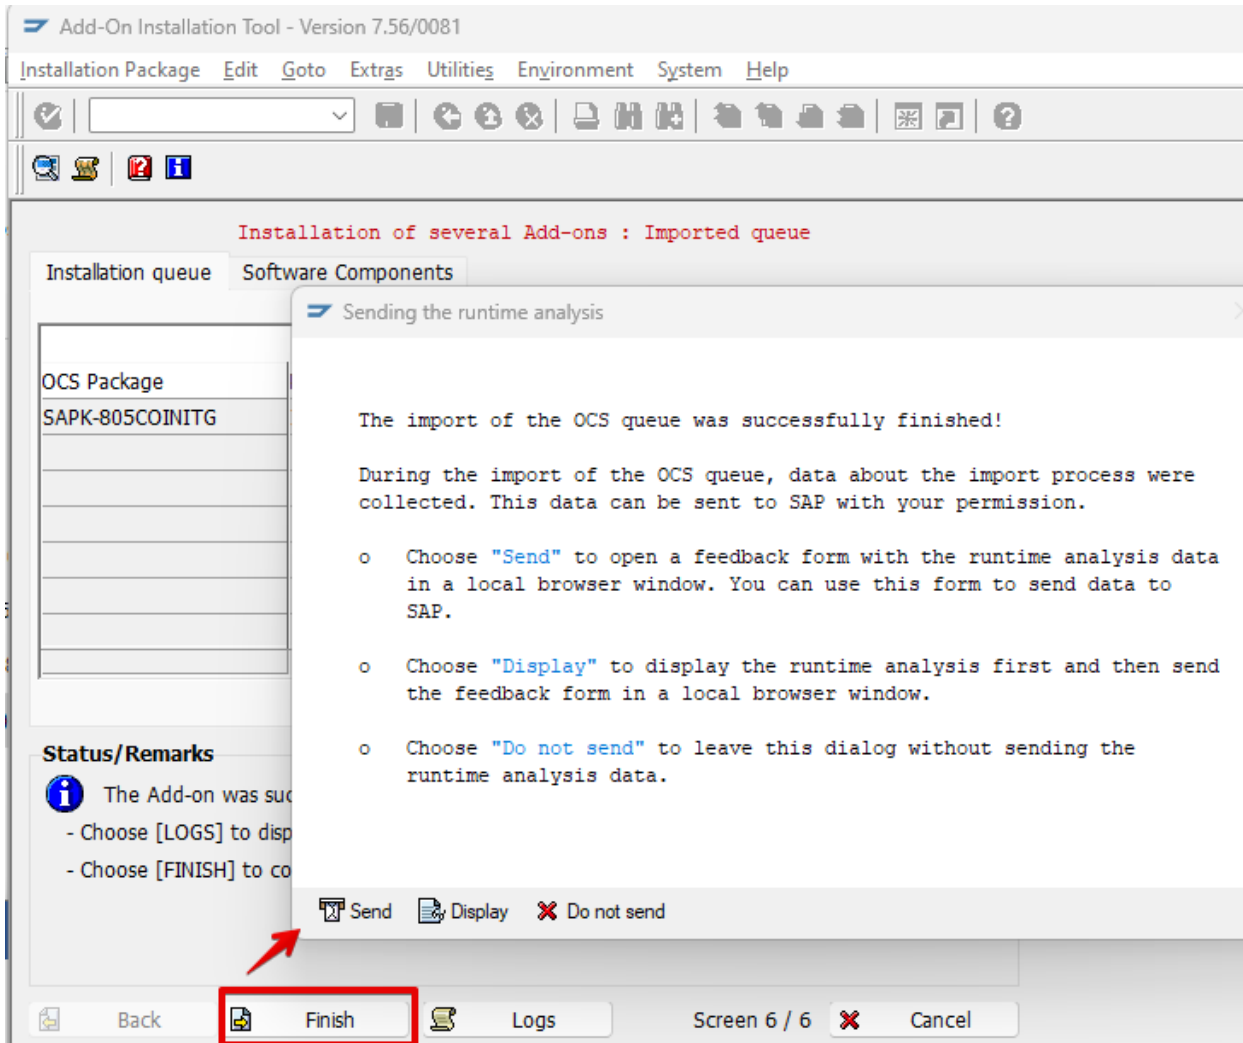 Add-On Installation Tool - Version 7.56/0081
Installation Package Edit Goto Extras Utilities Environment System Help
Installation of several Add-ons : Imported queue
Installation queue Software Components
Sending the runtime analysis
OCS Package
SAPK-805COINITG
The import of the OCS queue was successfully finished!
During the import of the OCS queue, data about the import process were
collected. This data can be sent to SAP with your permission.
o Choose "Send" to open a feedback form with the runtime analysis data
in a local browser window. You can use this form to send data to
SAP.
o Choose "Display" to display the runtime analysis first and then send
the feedback form in a local browser window.
o Choose "Do not send" to leave this dialog without sending the
runtime analysis data.
Status/Remarks
The Add-on was suc
- Choose [LOGS] to disp
- Choose [FINISH] to co
Send Display Do not send
Back Finish Logs Screen 6 / 6 Cancel